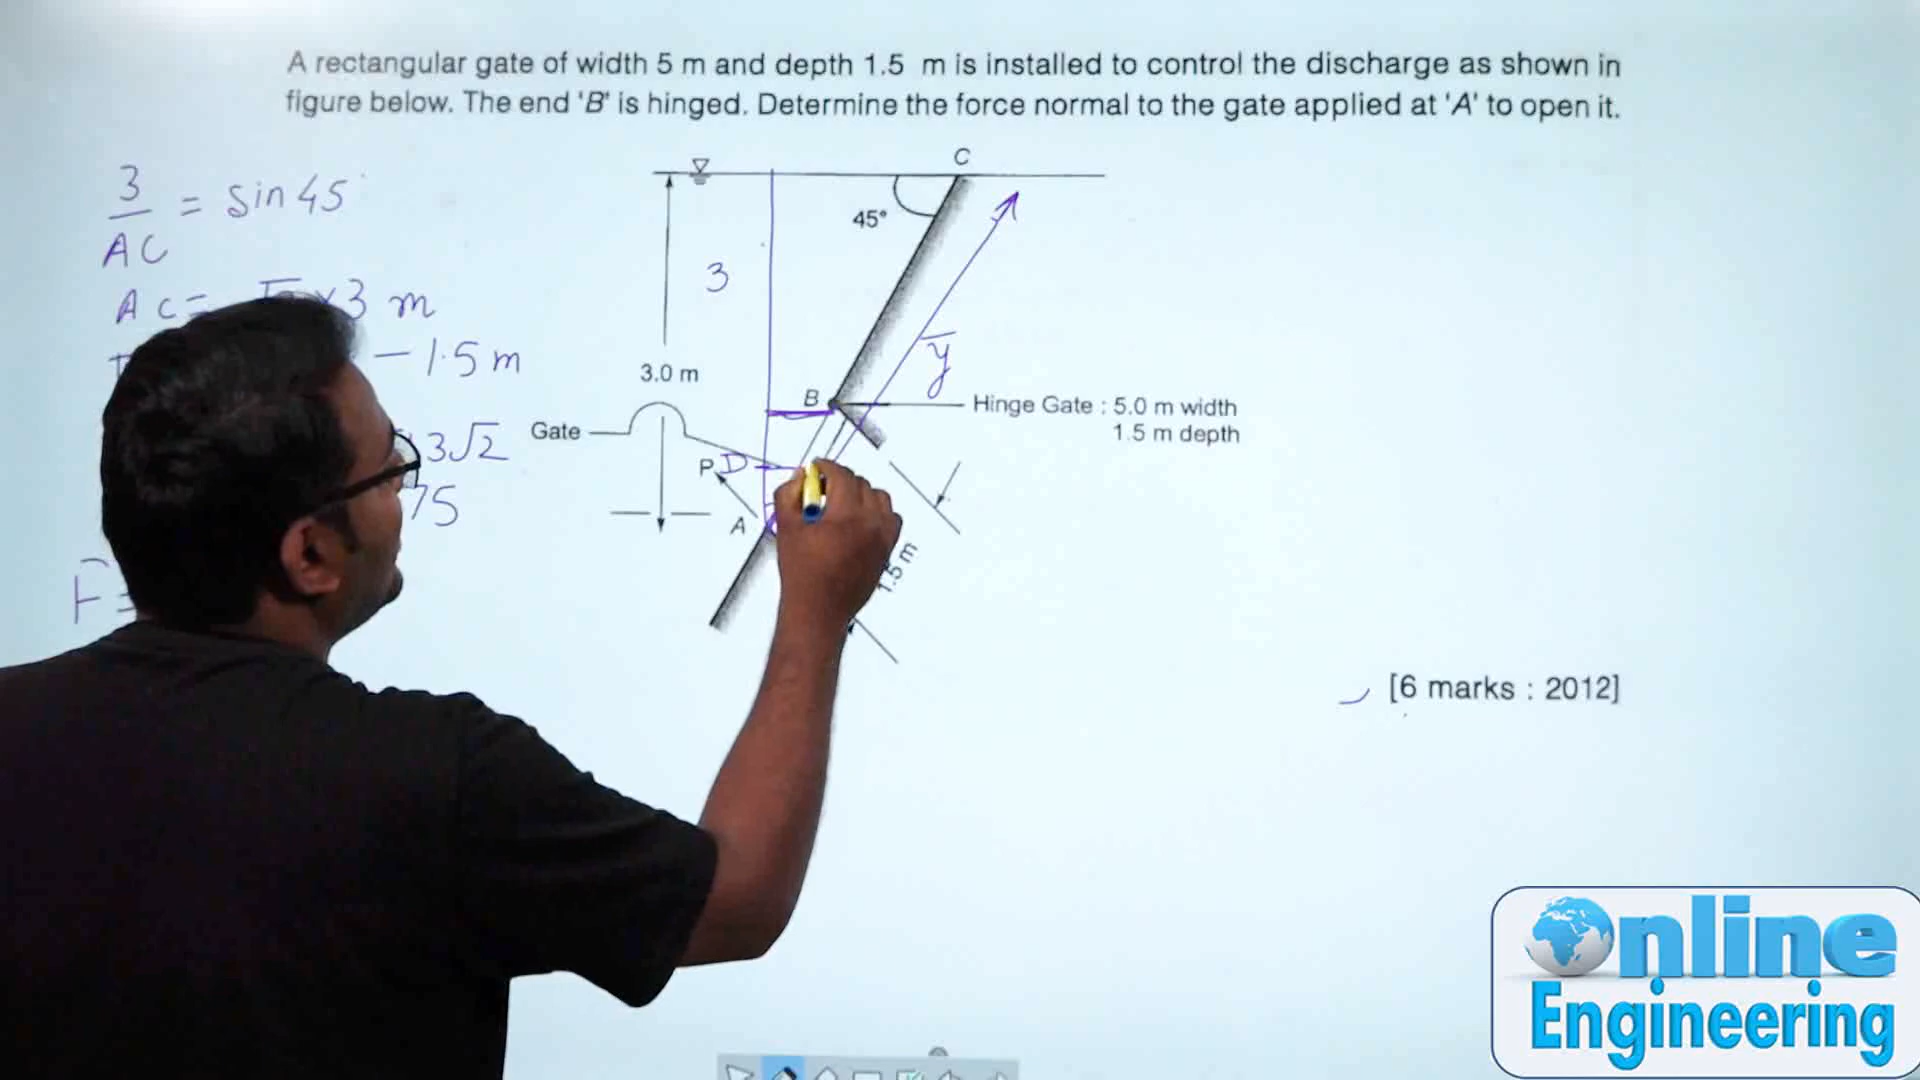 A rectangular gate of width 5 m and depth 1.5 m is installed to control the discharge as shown in
figure below. The end 'B' is hinged. Determine the force normal to the gate applied at 'A' to open it.
C
3
AC
= sin 45°
45°
3
AC =
×3 m
- 1.5 m
3.0 m
ȳ
B
Hinge Gate : 5.0 m width
1.5 m depth
Gate
3√2
P
D
75
A
1.5 m
F =
[6 marks : 2012]
Online
Engineering